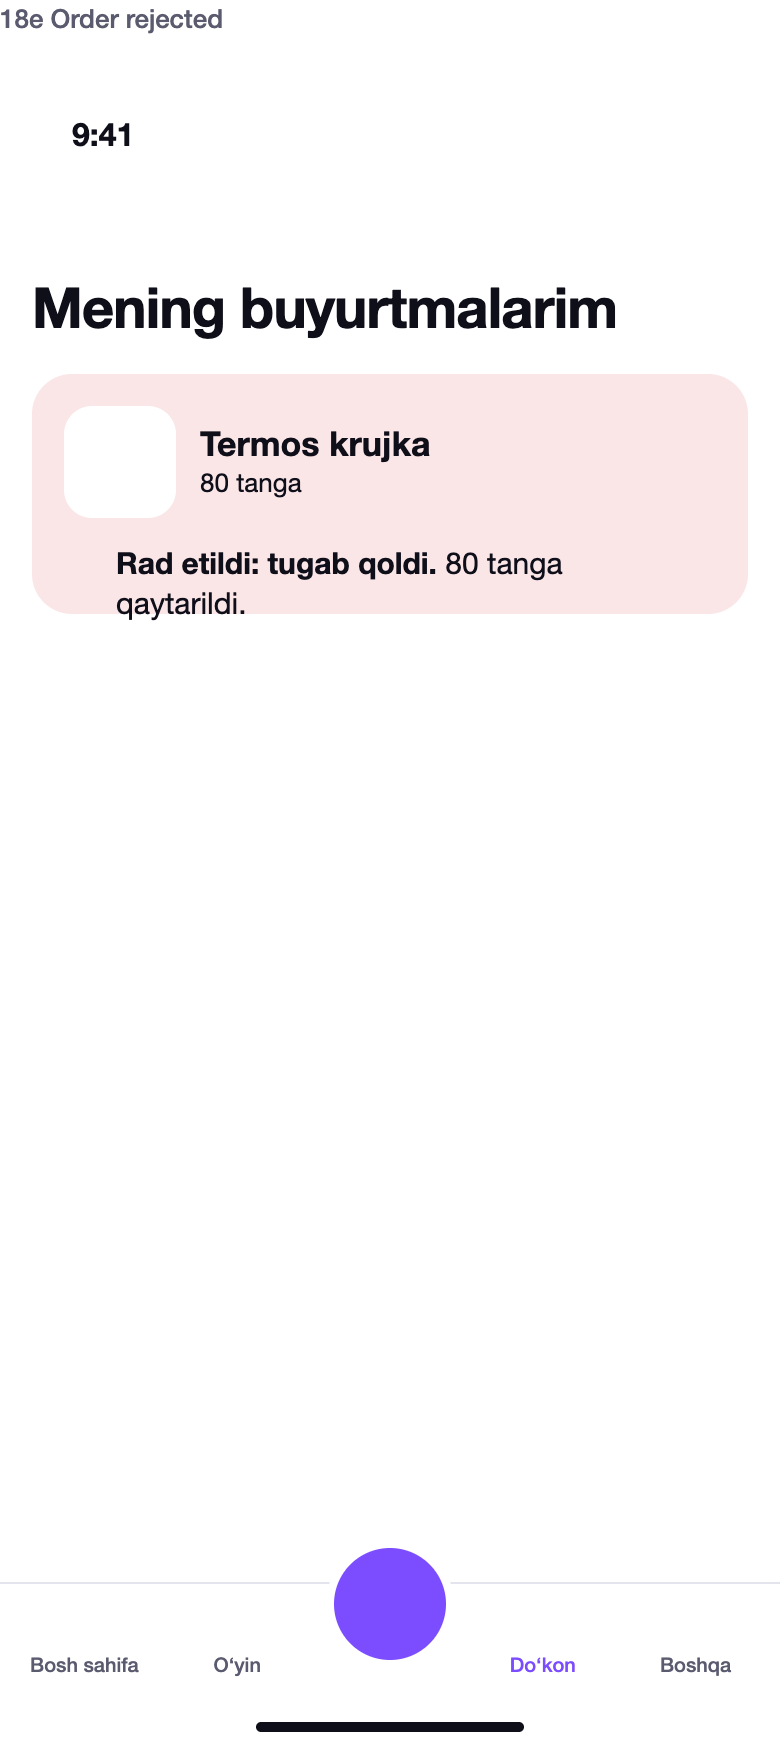 18e Order rejected
9:41
Mening buyurtmalarim
Termos krujka
80 tanga
Rad etildi: tugab qoldi. 80 tanga
qaytarildi.
Bosh sahifa
O‘yin
Do‘kon
Boshqa